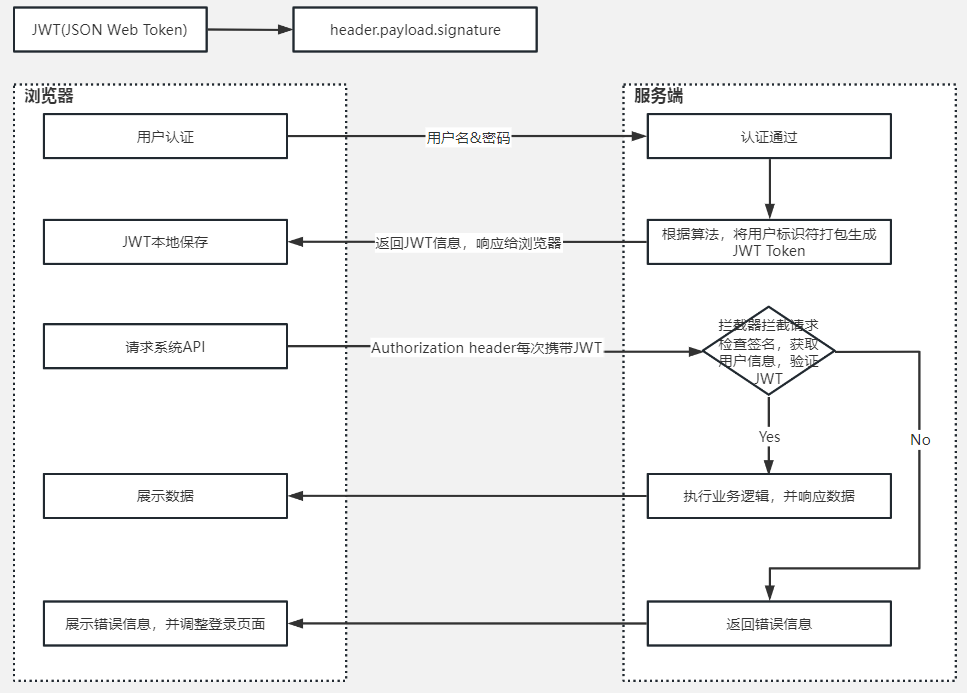 JWT(JSON Web Token)
header.payload.signature
浏览器
服务端
用户认证
用户名&密码
认证通过
JWT本地保存
返回JWT信息，响应给浏览器
根据算法，将用户标识符打包生成
JWT Token
请求系统API
Authorization header每次携带JWT
拦截器拦截请求
检查签名，获取
用户信息，验证
JWT
Yes
No
展示数据
执行业务逻辑，并响应数据
展示错误信息，并调整登录页面
返回错误信息